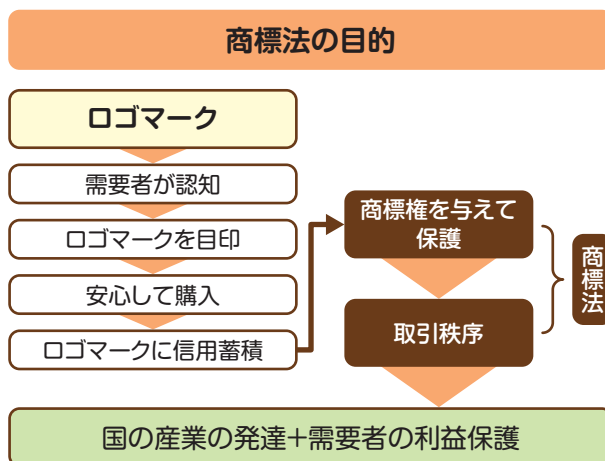 商標法の目的
ロゴマーク
需要者が認知
ロゴマークを目印
安心して購入
ロゴマークに信用蓄積
商標権を与えて
保護
取引秩序
商標法
国の産業の発達+需要者の利益保護